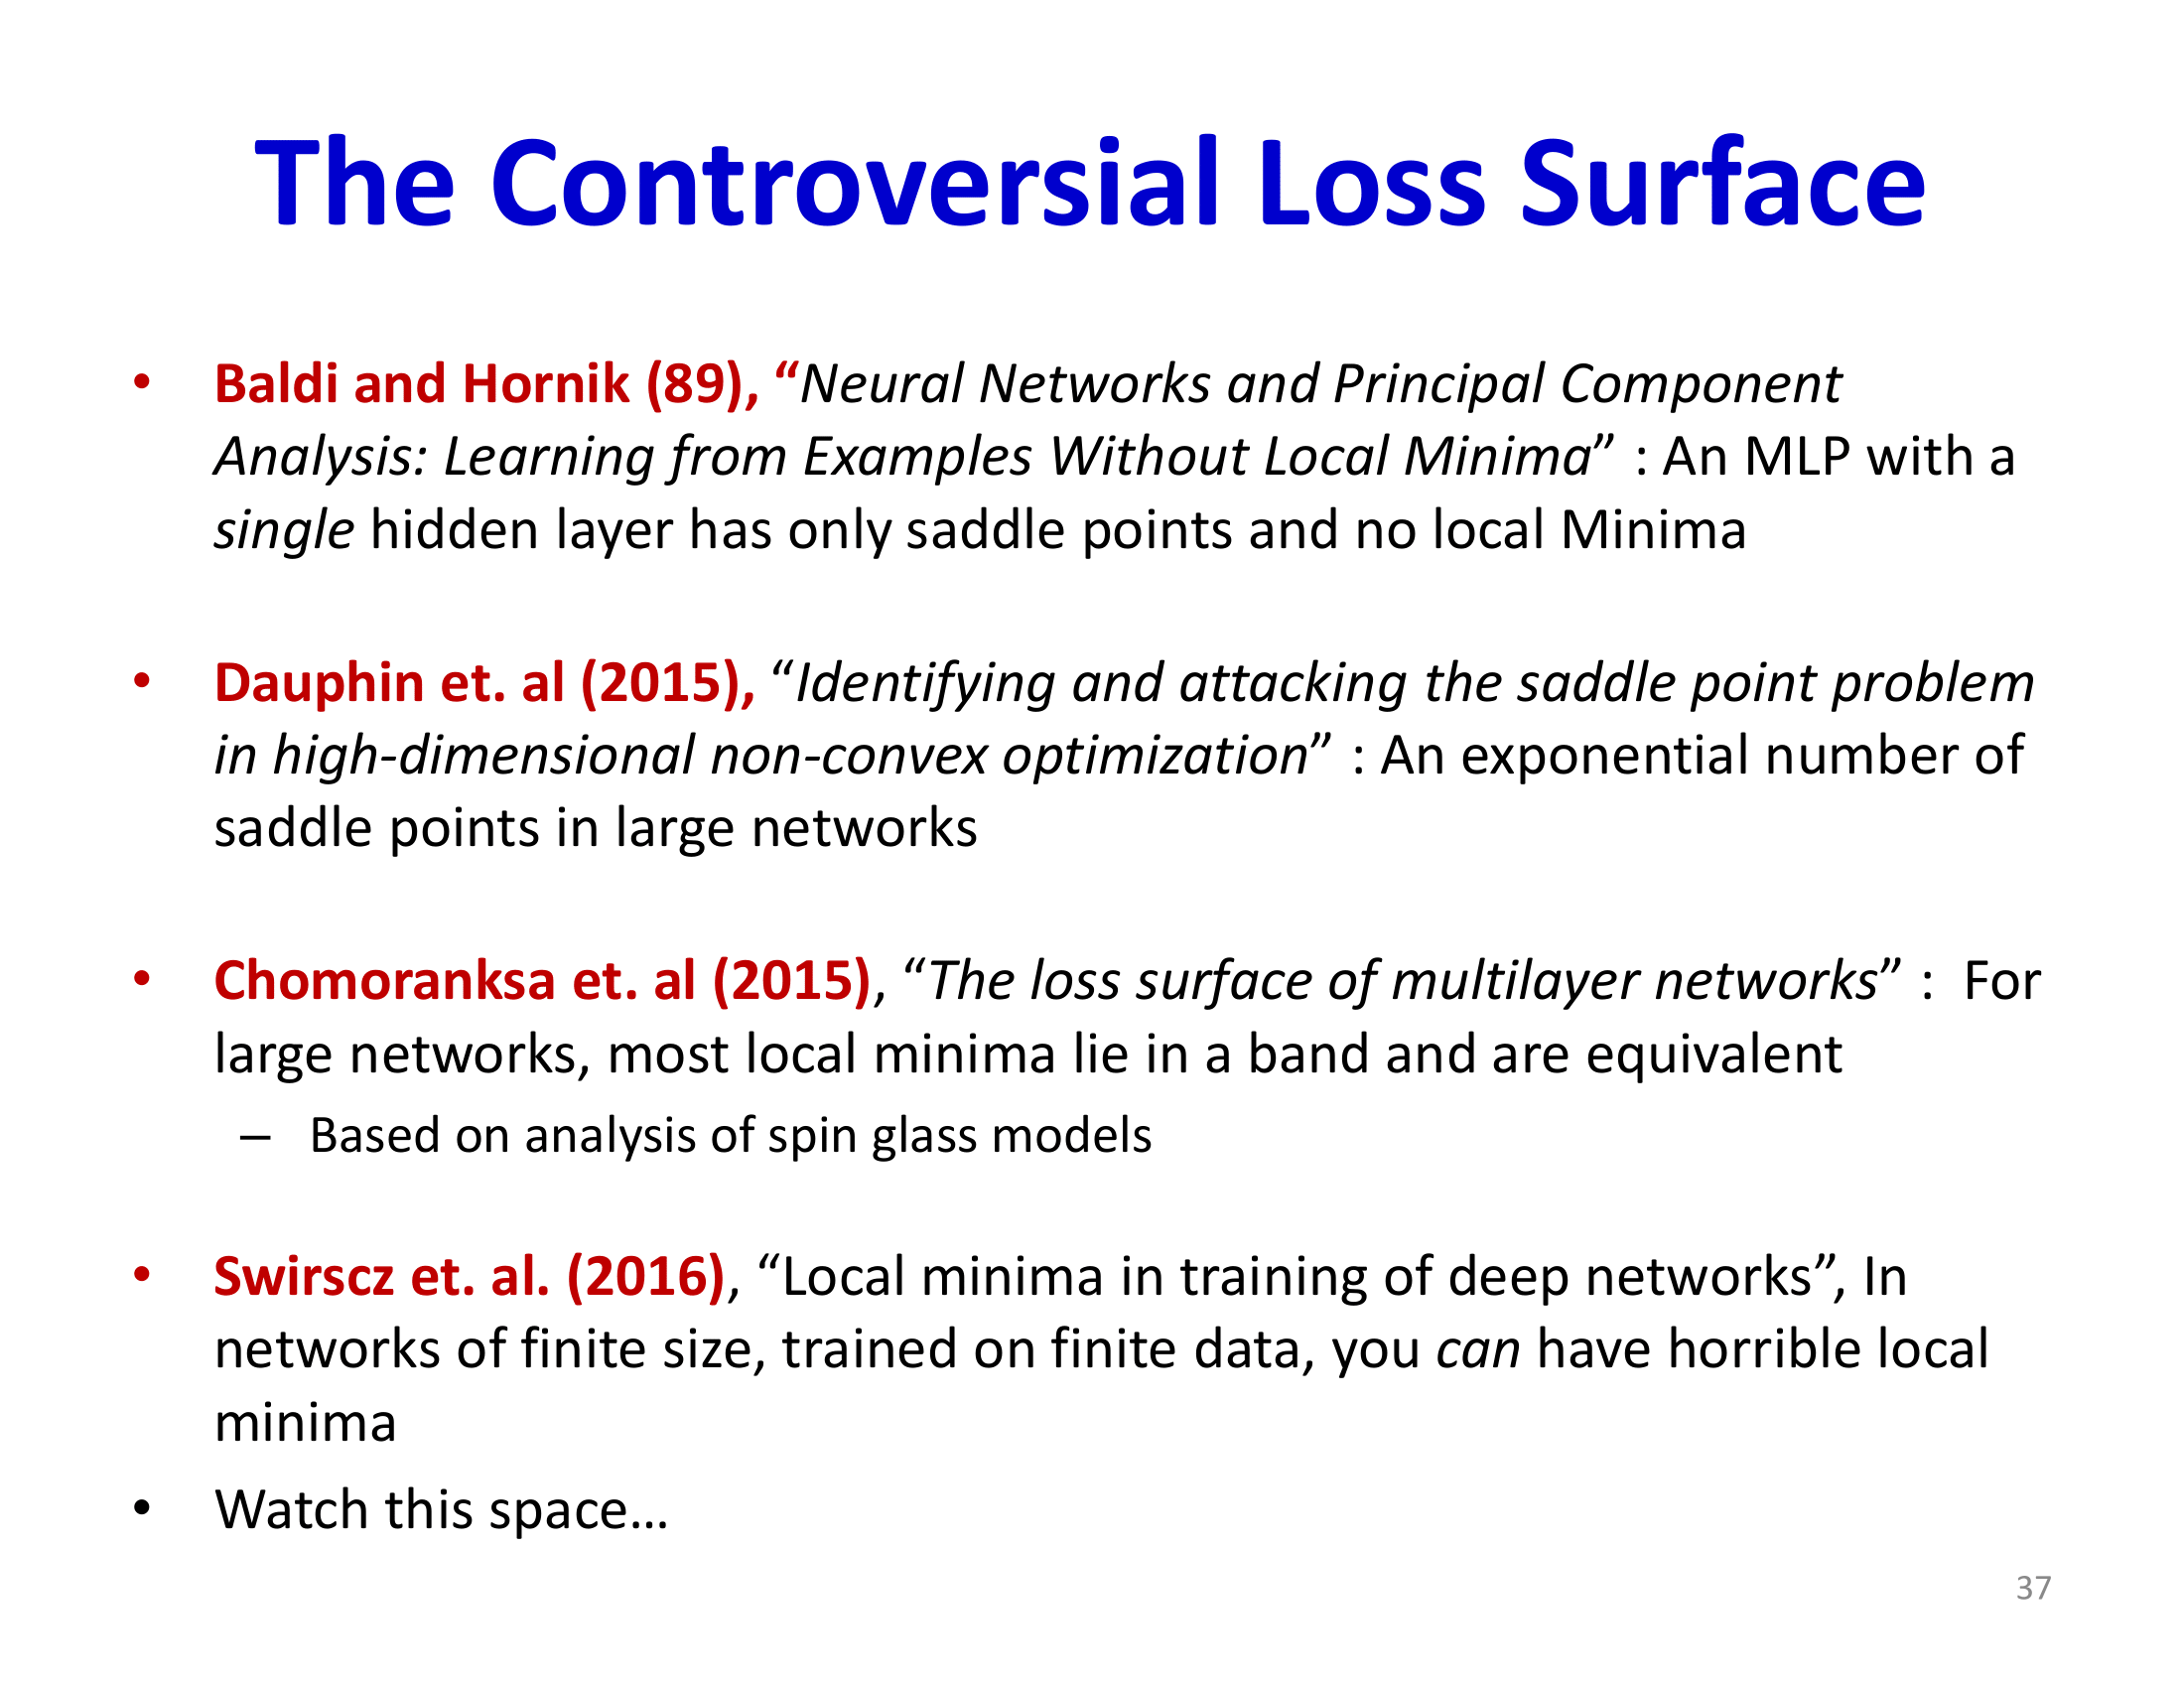 The Controversial Loss Surface
• Baldi and Hornik (89), “Neural Networks and Principal Component
Analysis: Learning from Examples Without Local Minima” : An MLP with a
single hidden layer has only saddle points and no local Minima
• Dauphin et. al (2015), “Identifying and attacking the saddle point problem
in high-dimensional non-convex optimization” : An exponential number of
saddle points in large networks
• Chomoranksa et. al (2015), “The loss surface of multilayer networks” : For
large networks, most local minima lie in a band and are equivalent
– Based on analysis of spin glass models
• Swirscz et. al. (2016), “Local minima in training of deep networks”, In
networks of finite size, trained on finite data, you can have horrible local
minima
• Watch this space…
37